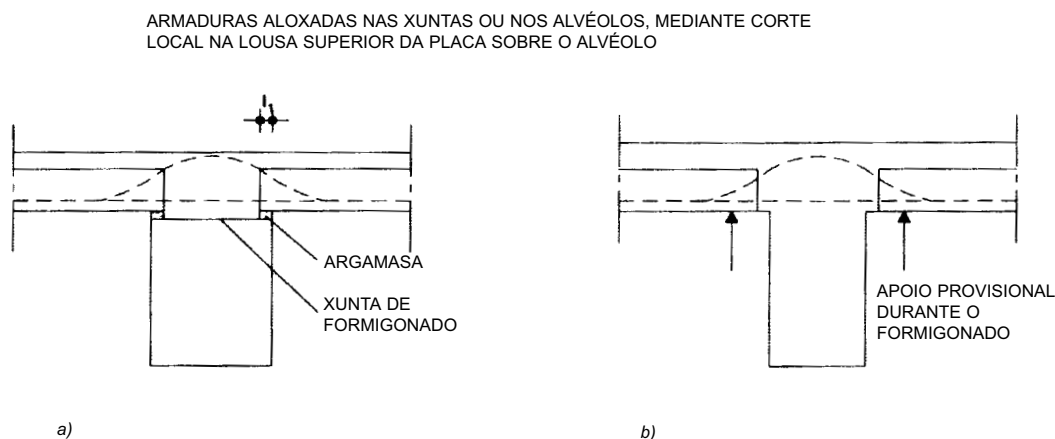 ARMADURAS ALOXADAS NAS XUNTAS OU NOS ALVÉOLOS, MEDIANTE CORTE
LOCAL NA LOUSA SUPERIOR DA PLACA SOBRE O ALVÉOLO
l₁
ARGAMASA
XUNTA DE
FORMIGONADO
APOIO PROVISIONAL
DURANTE O
FORMIGONADO
a)
b)